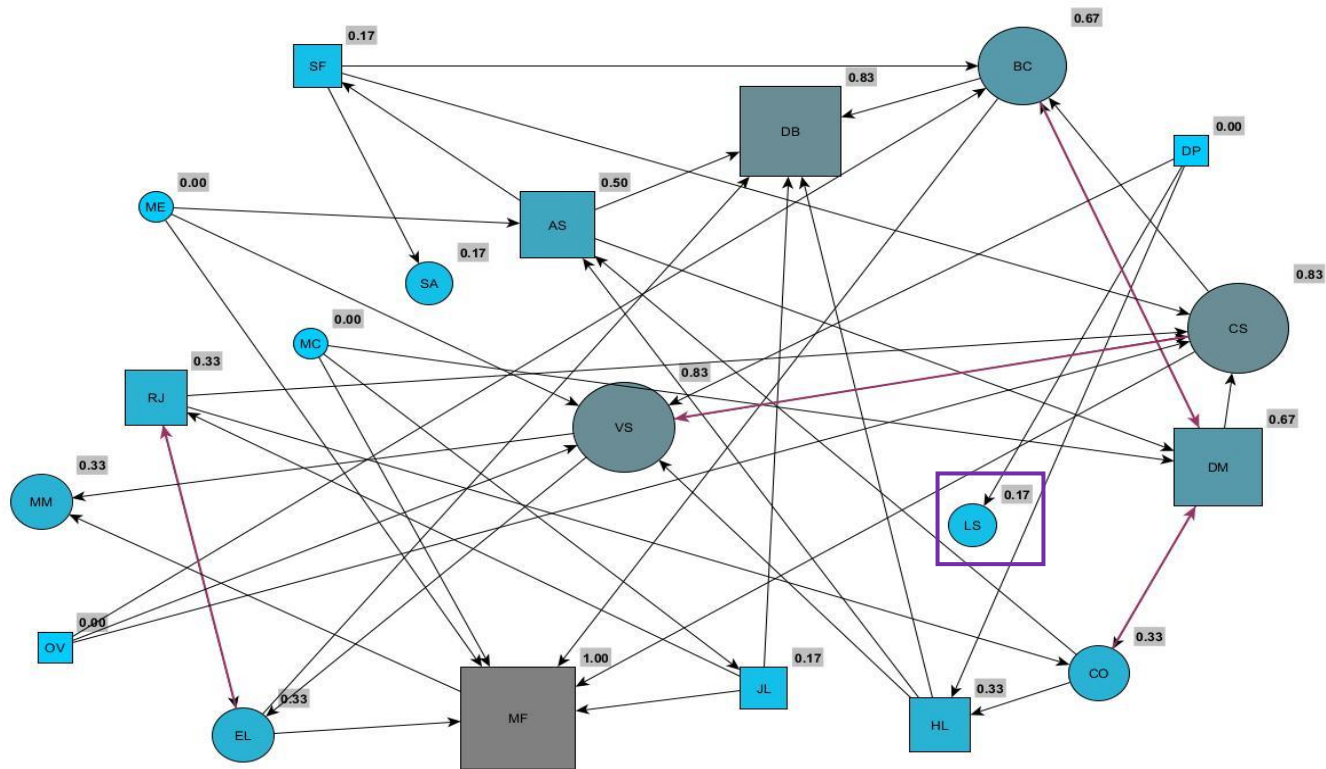 0.67
0.17
SF
BC
0.83
DB
0.00
DP
0.00
ME
0.50
AS
0.17
SA
0.83
CS
0.00
MC
0.33
RJ
0.83
VS
0.67
DM
0.33
MM
0.17
LS
0.00
OV
1.00
MF
0.17
JL
0.33
CO
0.33
HL
0.33
EL